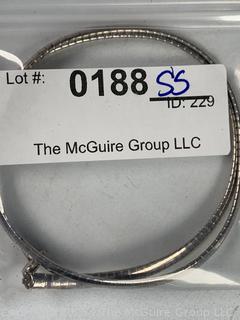 Lot #: 0188 SS
ID: 229
The McGuire Group LLC